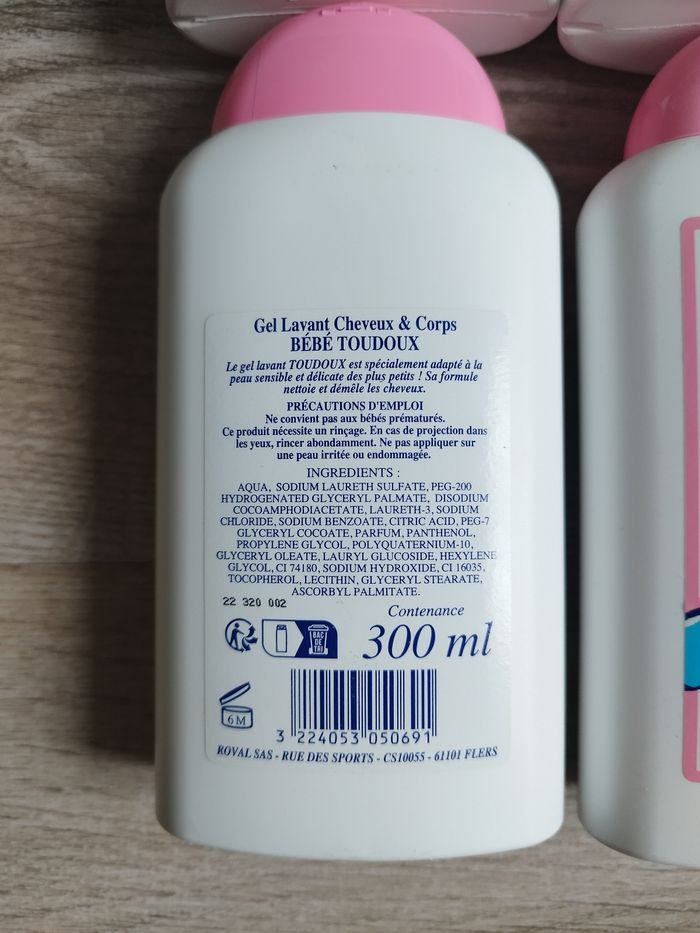 Gel Lavant Cheveux & Corps
BÉBÉ TOUDOUX
Le gel lavant TOUDOUX est spécialement adapté à la
peau sensible et délicate des plus petits ! Sa formule
nettoie et démêle les cheveux.
PRÉCAUTIONS D'EMPLOI
Ne convient pas aux bébés prématurés.
Ce produit nécessite un rinçage. En cas de projection dans
les yeux, rincer abondamment. Ne pas appliquer sur
une peau irritée ou endommagée.
INGREDIENTS :
AQUA, SODIUM LAURETH SULFATE, PEG-200
HYDROGENATED GLYCERYL PALMATE, DISODIUM
COCOAMPHODIACETATE, LAURETH-3, SODIUM
CHLORIDE, SODIUM BENZOATE, CITRIC ACID, PEG-7
GLYCERYL COCOATE, PARFUM, PANTHENOL,
PROPYLENE GLYCOL, POLYQUATERNIUM-10,
GLYCERYL OLEATE, LAURYL GLUCOSIDE, HEXYLENE
GLYCOL, CI 74180, SODIUM HYDROXIDE, CI 16035,
TOCOPHEROL, LECITHIN, GLYCERYL STEARATE,
ASCORBYL PALMITATE.
22 320 002
Contenance
BAC
DE
TRI
300 ml
6 M
3 224053 050691
ROVAL SAS - RUE DES SPORTS - CS10055 - 61101 FLERS